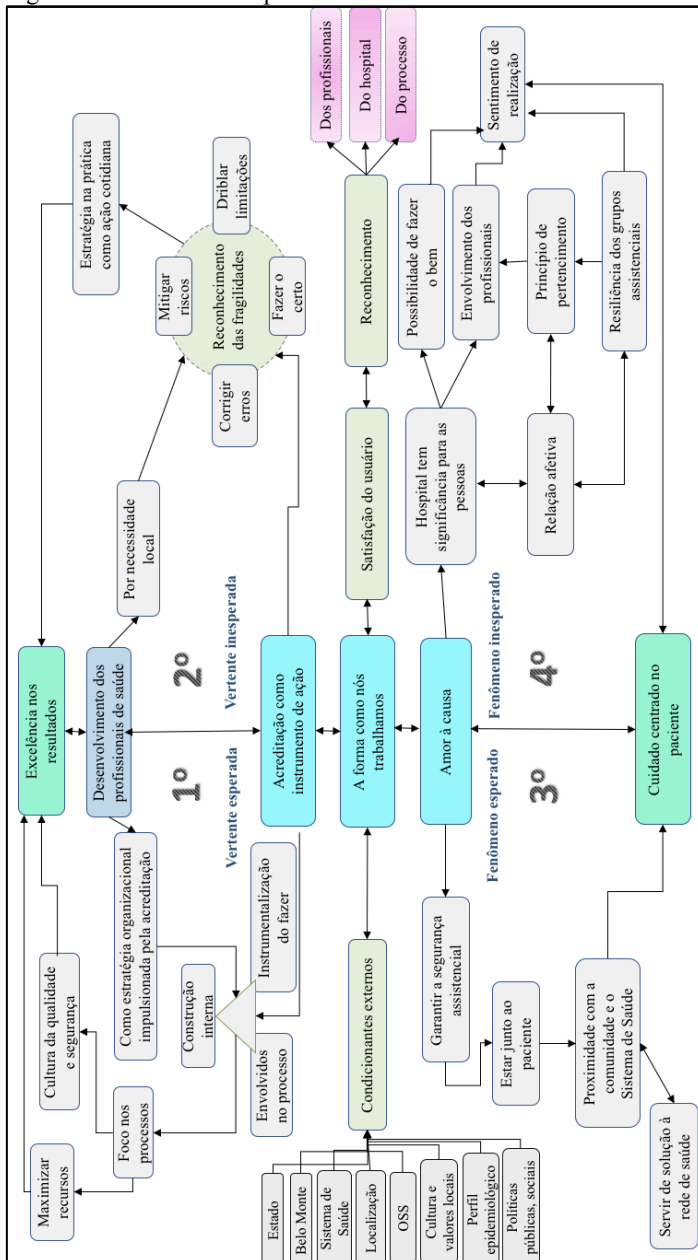 Estado
Belo Monte
Sistema de
Saúde
Localização
OSS
Cultura e
valores locais
Perfil
epidemiológico
Políticas
públicas, sociais
Condicionantes externos
Servir de solução à
rede de saúde
Proximidade com a
comunidade e o
Sistema de Saúde
Estar junto ao
paciente
Garantir a segurança
assistencial
Maximizar
recursos
Cultura da qualidade
e segurança
Foco nos
processos
Como estratégia organizacional
impulsionada pela acreditação
Construção
interna
Envolvidos
no processo
Instrumentalização
do fazer
Excelência nos
resultados
Desenvolvimento dos
profissionais de saúde
1º
2º
Vertente esperada
Vertente inesperada
Acreditação como
instrumento de ação
A forma como nós
trabalhamos
Amor à causa
Fenômeno esperado
Fenômeno inesperado
3º
4º
Cuidado centrado no
paciente
Por necessidade
local
Estratégia na prática
como ação cotidiana
Mitigar
riscos
Driblar
limitações
Reconhecimento
das fragilidades
Corrigir
erros
Fazer o
certo
Satisfação do usuário
Reconhecimento
Dos profissionais
Do hospital
Do processo
Hospital tem
significância para as
pessoas
Possibilidade de fazer
o bem
Envolvimento dos
profissionais
Sentimento de
realização
Relação afetiva
Princípio de
pertencimento
Resiliência dos grupos
assistenciais